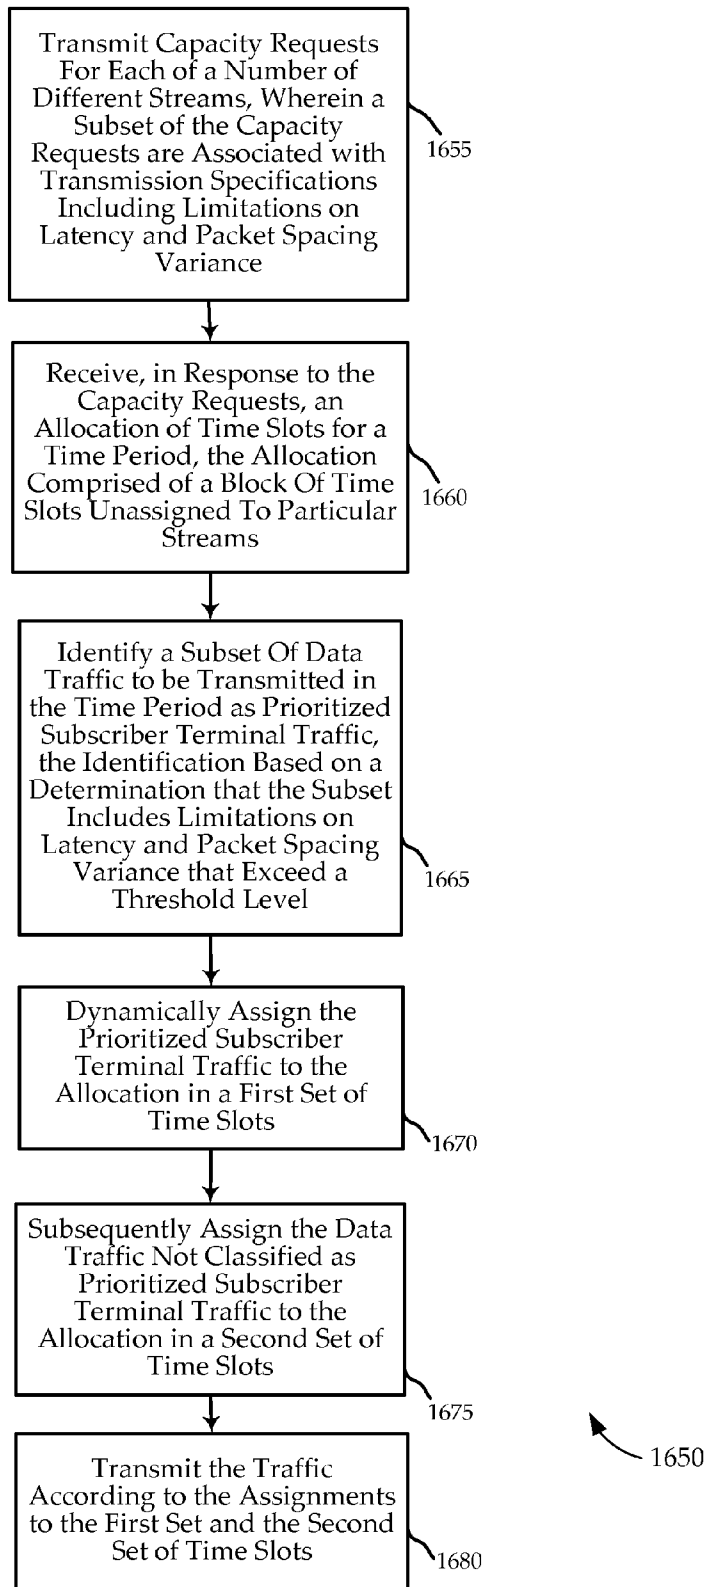 Transmit Capacity Requests
For Each of a Number of
Different Streams, Wherein a
Subset of the Capacity
Requests are Associated with
Transmission Specifications
Including Limitations on
Latency and Packet Spacing
Variance
1655
Receive, in Response to the
Capacity Requests, an
Allocation of Time Slots for a
Time Period, the Allocation
Comprised of a Block Of Time
Slots Unassigned To Particular
Streams
1660
Identify a Subset Of Data
Traffic to be Transmitted in
the Time Period as Prioritized
Subscriber Terminal Traffic,
the Identification Based on a
Determination that the Subset
Includes Limitations on
Latency and Packet Spacing
Variance that Exceed a
Threshold Level
1665
Dynamically Assign the
Prioritized Subscriber
Terminal Traffic to the
Allocation in a First Set of
Time Slots
1670
Subsequently Assign the Data
Traffic Not Classified as
Prioritized Subscriber
Terminal Traffic to the
Allocation in a Second Set of
Time Slots
1675
1650
Transmit the Traffic
According to the Assignments
to the First Set and the Second
Set of Time Slots
1680